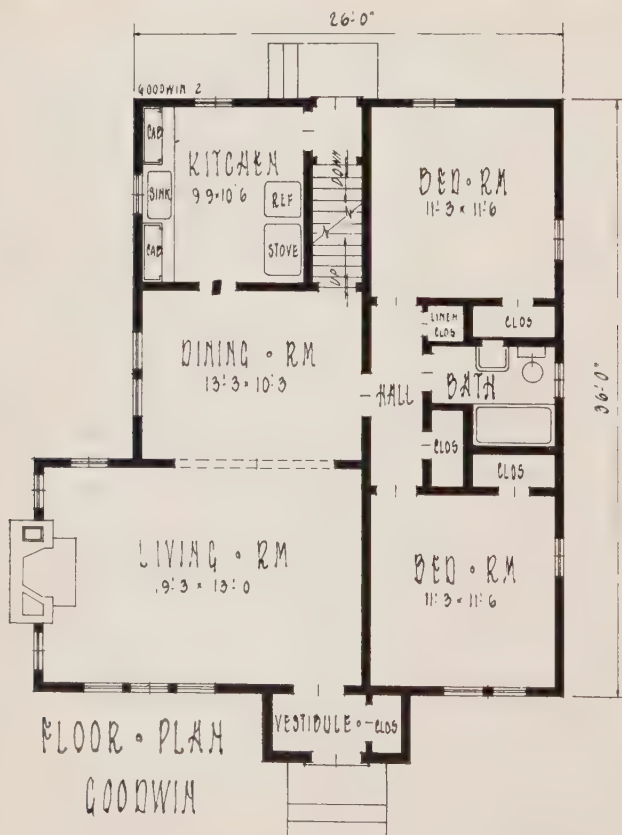 26'-0"
GOODWIN 2
CAB
KITCHEN
9 9×10'6
SINK
REF
CAB
STOVE
DOWN
UP
BED • RM
11'-3 × 11'-6
LINEN
CLOS
CLOS
DINING • RM
13'-3 × 10'-3
HALL
BATH
36'-0"
CLOS
CLOS
LIVING • RM
9'-3 × 13'-0
BED • RM
11'-3 × 11'-6
VESTIBULE
CLOS
FLOOR • PLAN
GOODWIN